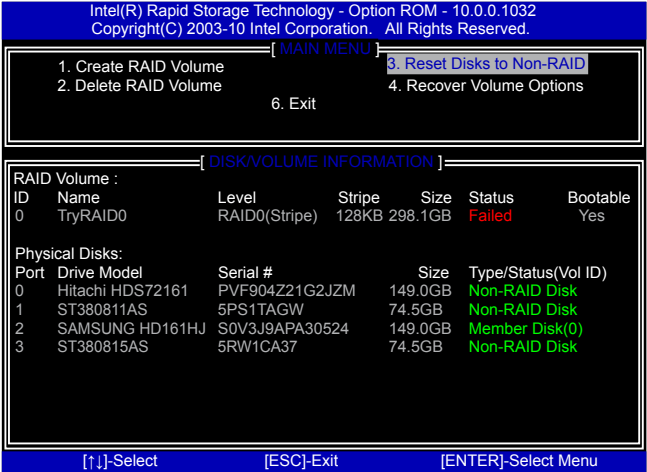 Intel(R) Rapid Storage Technology - Option ROM - 10.0.0.1032
Copyright(C) 2003-10 Intel Corporation. All Rights Reserved.
[ MAIN MENU ]
1. Create RAID Volume 3. Reset Disks to Non-RAID
2. Delete RAID Volume 4. Recover Volume Options
6. Exit
[ DISK/VOLUME INFORMATION ]
RAID Volume :
ID Name Level Stripe Size Status Bootable
0 TryRAID0 RAID0(Stripe) 128KB 298.1GB Failed Yes
Physical Disks:
Port Drive Model Serial # Size Type/Status(Vol ID)
0 Hitachi HDS72161 PVF904Z21G2JZM 149.0GB Non-RAID Disk
1 ST380811AS 5PS1TAGW 74.5GB Non-RAID Disk
2 SAMSUNG HD161HJ S0V3J9APA30524 149.0GB Member Disk(0)
3 ST380815AS 5RW1CA37 74.5GB Non-RAID Disk
[↑↓]-Select [ESC]-Exit [ENTER]-Select Menu